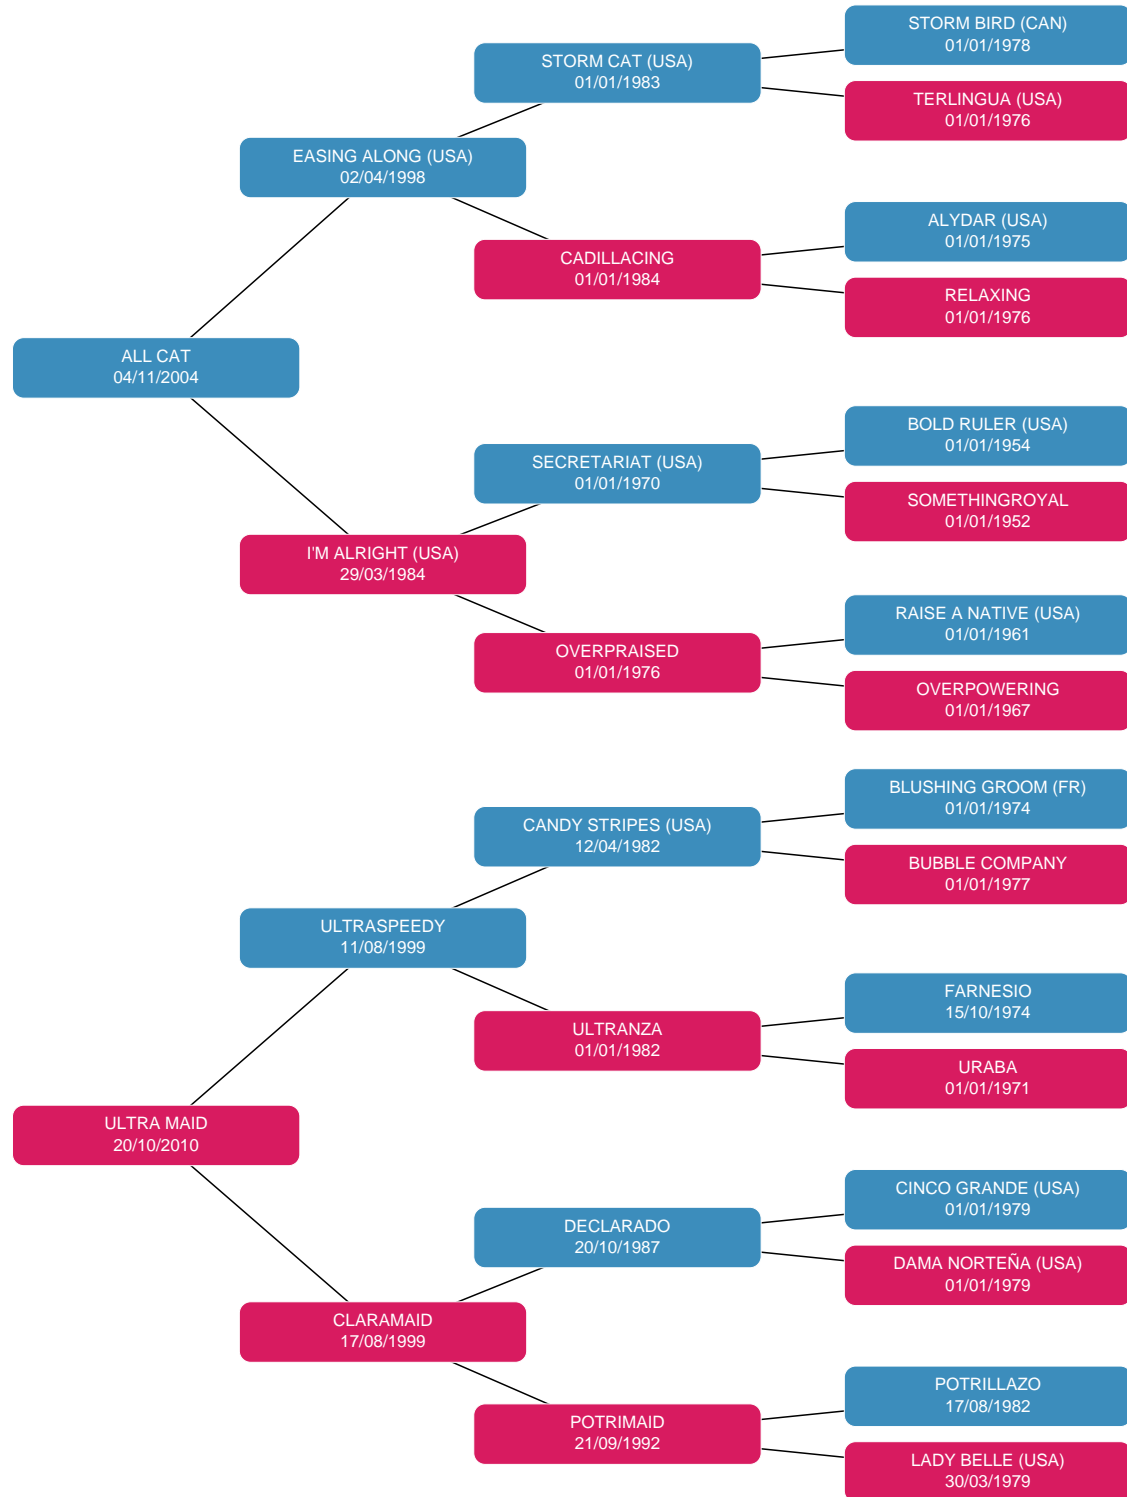 STORM BIRD (CAN)
01/01/1978
STORM CAT (USA)
01/01/1983
TERLINGUA (USA)
01/01/1976
EASING ALONG (USA)
02/04/1998
ALYDAR (USA)
01/01/1975
CADILLACING
01/01/1984
RELAXING
01/01/1976
ALL CAT
04/11/2004
BOLD RULER (USA)
01/01/1954
SECRETARIAT (USA)
01/01/1970
SOMETHINGROYAL
01/01/1952
I'M ALRIGHT (USA)
29/03/1984
RAISE A NATIVE (USA)
01/01/1961
OVERPRAISED
01/01/1976
OVERPOWERING
01/01/1967
BLUSHING GROOM (FR)
01/01/1974
CANDY STRIPES (USA)
12/04/1982
BUBBLE COMPANY
01/01/1977
ULTRASPEEDY
11/08/1999
FARNESIO
15/10/1974
ULTRANZA
01/01/1982
URABA
01/01/1971
ULTRA MAID
20/10/2010
CINCO GRANDE (USA)
01/01/1979
DECLARADO
20/10/1987
DAMA NORTEÑA (USA)
01/01/1979
CLARAMAID
17/08/1999
POTRILLAZO
17/08/1982
POTRIMAID
21/09/1992
LADY BELLE (USA)
30/03/1979